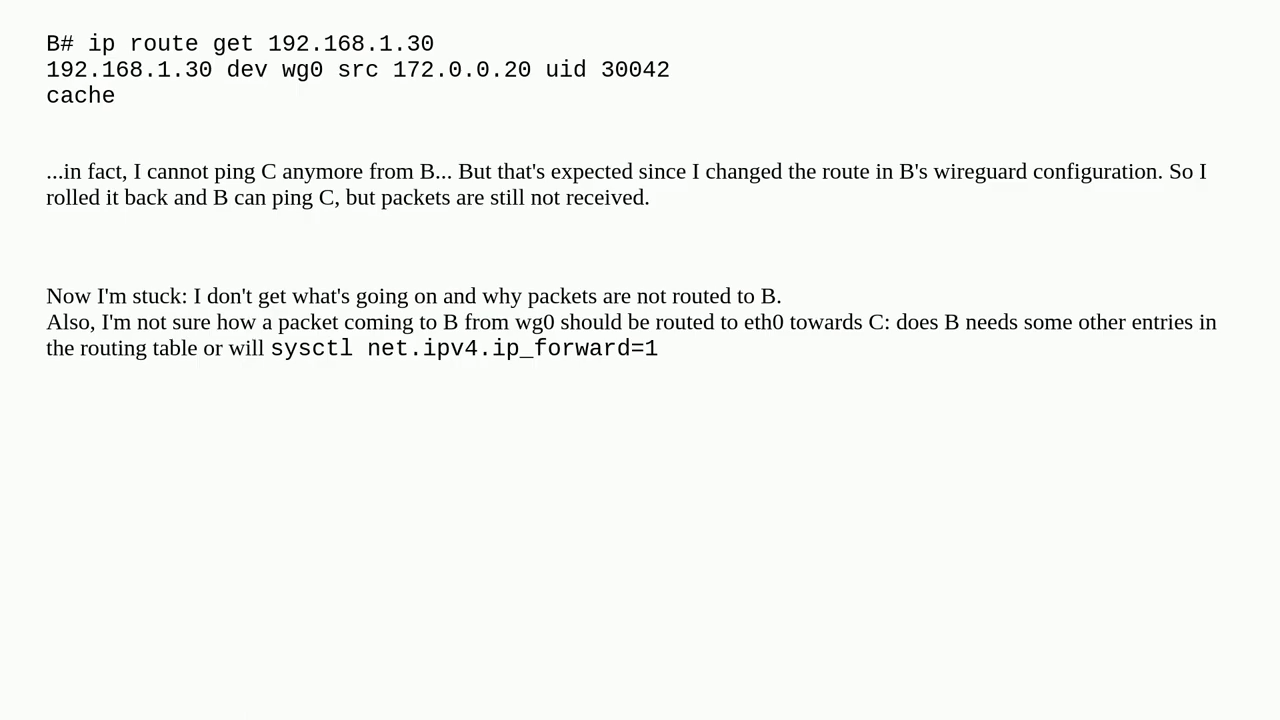 B# ip route get 192.168.1.30
192.168.1.30 dev wg0 src 172.0.0.20 uid 30042
cache
...in fact, I cannot ping C anymore from B... But that's expected since I changed the route in B's wireguard configuration. So I
rolled it back and B can ping C, but packets are still not received.
Now I'm stuck: I don't get what's going on and why packets are not routed to B.
Also, I'm not sure how a packet coming to B from wg0 should be routed to eth0 towards C: does B needs some other entries in
the routing table or will sysctl net.ipv4.ip_forward=1